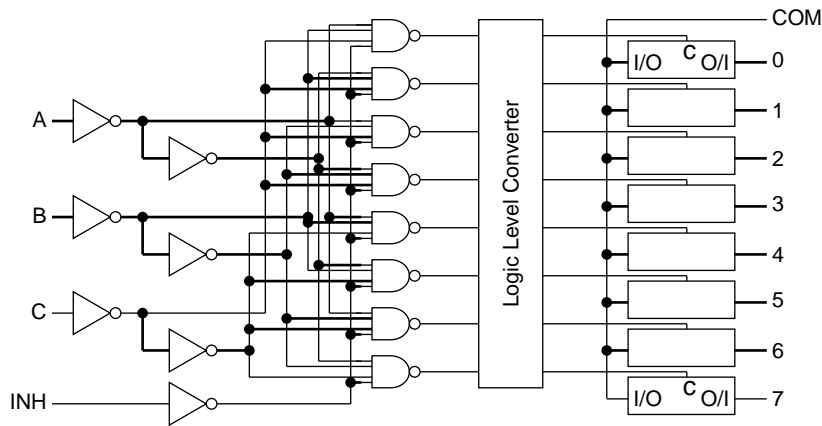 COM
I/O C O/I 0
1
A
2
Logic Level Converter
3
B
4
5
C
6
INH
I/O C O/I 7